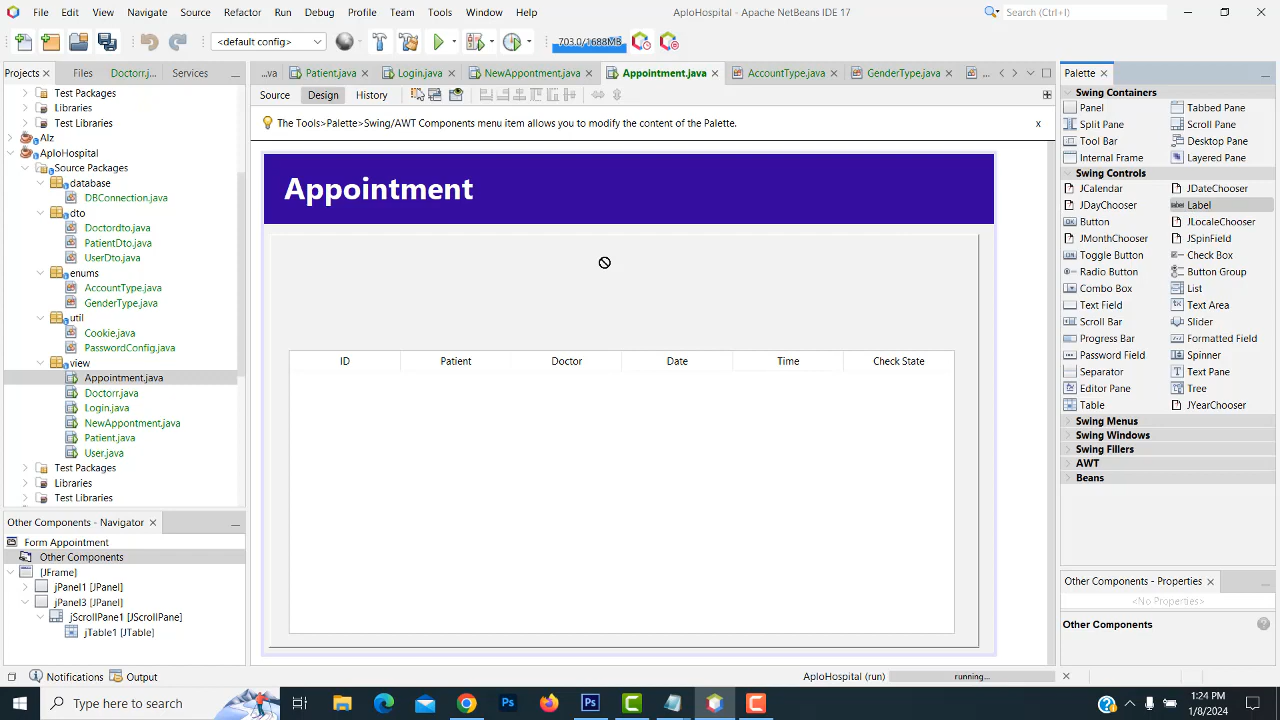 File Edit View Navigate Source Refactor Run Debug Profile Team Tools Window Help
AploHospital - Apache NetBeans IDE 17
Search (Ctrl+I)
<default config>
703.0/1688MB
Projects Files Doctorr.j... Services
...va Patient.java Login.java NewAppontment.java Appointment.java AccountType.java GenderType.java ...
Palette
Source Design History
The Tools>Palette>Swing/AWT Components menu item allows you to modify the content of the Palette. x
Test Packages
Libraries
Test Libraries
Alz
AploHospital
Source Packages
database
DBConnection.java
dto
Doctordto.java
PatientDto.java
UserDto.java
enums
AccountType.java
GenderType.java
util
Cookie.java
PasswordConfig.java
view
Appointment.java
Doctorr.java
Login.java
NewAppontment.java
Patient.java
User.java
Test Packages
Libraries
Test Libraries
Other Components - Navigator
Form Appointment
Other Components
[JFrame]
jPanel1 [JPanel]
jPanel3 [JPanel]
jScrollPane1 [JScrollPane]
jTable1 [JTable]
Appointment
ID Patient Doctor Date Time Check State
Swing Containers
Panel Tabbed Pane
Split Pane Scroll Pane
Tool Bar Desktop Pane
Internal Frame Layered Pane
Swing Controls
JCalendar JDateChooser
JDayChooser Label
Button JLocaleChooser
JMonthChooser JSpinField
Toggle Button Check Box
Radio Button Button Group
Combo Box List
Text Field Text Area
Scroll Bar Slider
Progress Bar Formatted Field
Password Field Spinner
Separator Text Pane
Editor Pane Tree
Table JYearChooser
Swing Menus
Swing Windows
Swing Fillers
AWT
Beans
Other Components - Properties
<No Properties>
Other Components
Notifications Output
AploHospital (run) running...
Type here to search
1:24 PM
1/8/2024